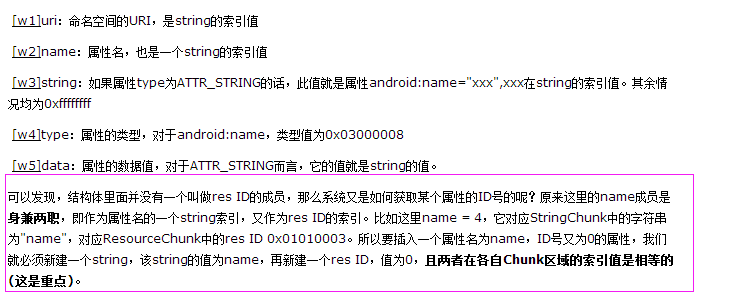 [w1]uri：命名空间的URI，是string的索引值
[w2]name：属性名，也是一个string的索引值
[w3]string：如果属性type为ATTR_STRING的话，此值就是属性android:name="xxx",xxx在string的索引值。其余情
况均为0xffffffff
[w4]type：属性的类型，对于android:name，类型值为0x03000008
[w5]data：属性的数据值，对于ATTR_STRING而言，它的值就是string的值。
可以发现，结构体里面并没有一个叫做res ID的成员，那么系统又是如何获取某个属性的ID号的呢？原来这里的name成员是
身兼两职，即作为属性名的一个string索引，又作为res ID的索引。比如这里name = 4，它对应StringChunk中的字符串
为"name"，对应ResourceChunk中的res ID 0x01010003。所以要插入一个属性名为name，ID号又为0的属性，我们
就必须新建一个string，该string的值为name，再新建一个res ID，值为0，且两者在各自Chunk区域的索引值是相等的
(这是重点)。